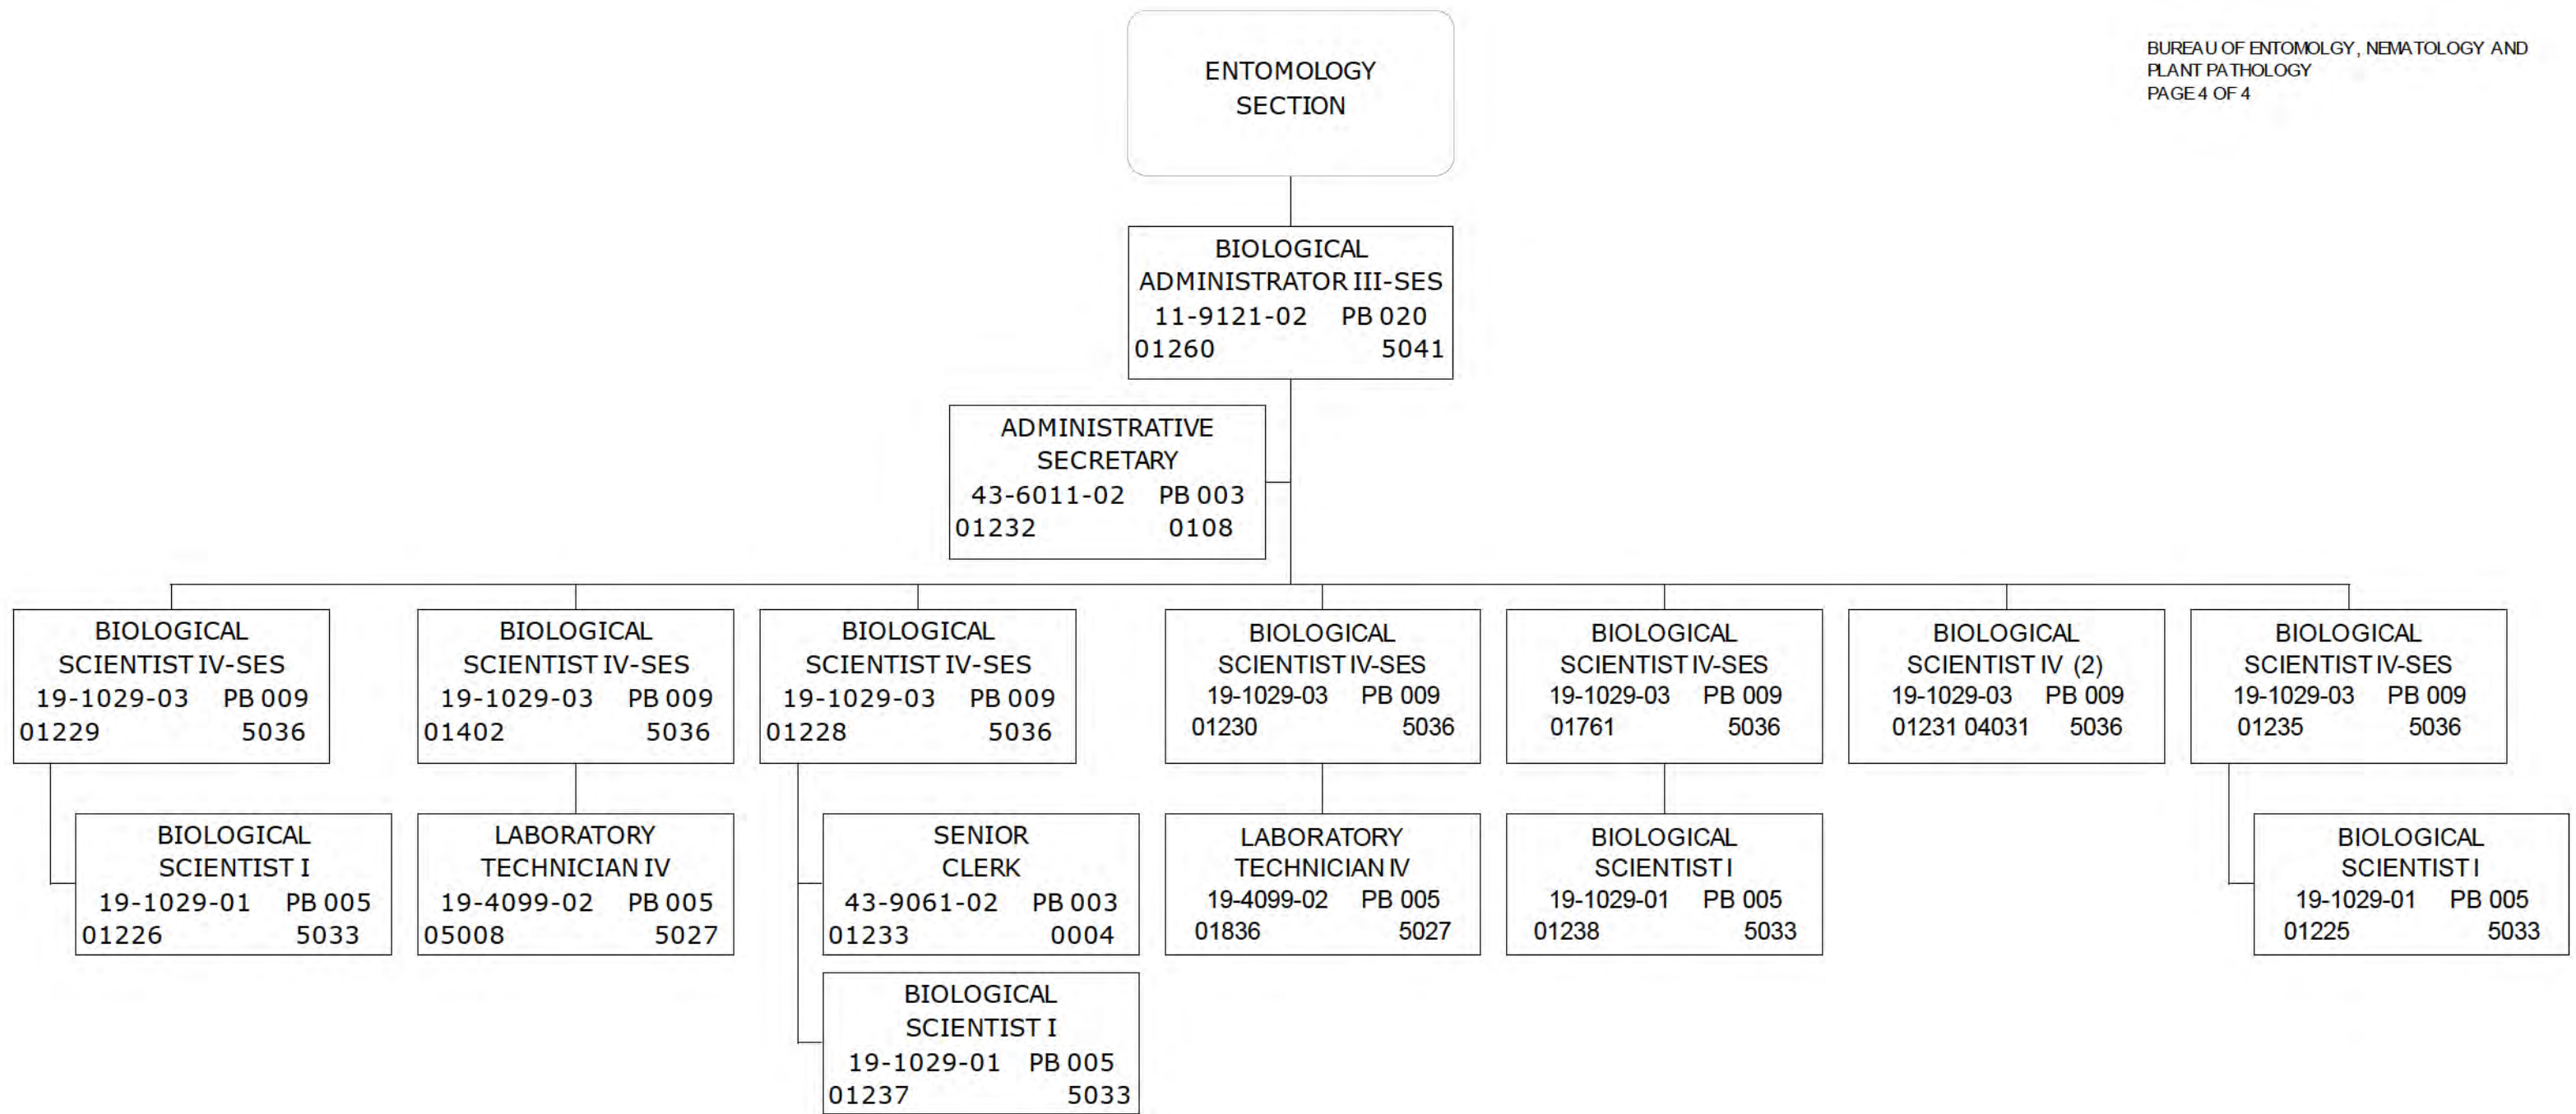 ENTOMOLOGY
SECTION
BUREAU OF ENTOMOLGY, NEMATOLOGY AND
PLANT PATHOLOGY
PAGE 4 OF 4
BIOLOGICAL
ADMINISTRATOR III-SES
11-9121-02 PB 020
01260 5041
ADMINISTRATIVE
SECRETARY
43-6011-02 PB 003
01232 0108
BIOLOGICAL
SCIENTIST IV-SES
19-1029-03 PB 009
01229 5036
BIOLOGICAL
SCIENTIST IV-SES
19-1029-03 PB 009
01402 5036
BIOLOGICAL
SCIENTIST IV-SES
19-1029-03 PB 009
01228 5036
BIOLOGICAL
SCIENTIST IV-SES
19-1029-03 PB 009
01230 5036
BIOLOGICAL
SCIENTIST IV-SES
19-1029-03 PB 009
01761 5036
BIOLOGICAL
SCIENTIST IV (2)
19-1029-03 PB 009
01231 04031 5036
BIOLOGICAL
SCIENTIST IV-SES
19-1029-03 PB 009
01235 5036
BIOLOGICAL
SCIENTIST I
19-1029-01 PB 005
01226 5033
LABORATORY
TECHNICIAN IV
19-4099-02 PB 005
05008 5027
SENIOR
CLERK
43-9061-02 PB 003
01233 0004
LABORATORY
TECHNICIAN IV
19-4099-02 PB 005
01836 5027
BIOLOGICAL
SCIENTIST I
19-1029-01 PB 005
01238 5033
BIOLOGICAL
SCIENTIST I
19-1029-01 PB 005
01225 5033
BIOLOGICAL
SCIENTIST I
19-1029-01 PB 005
01237 5033